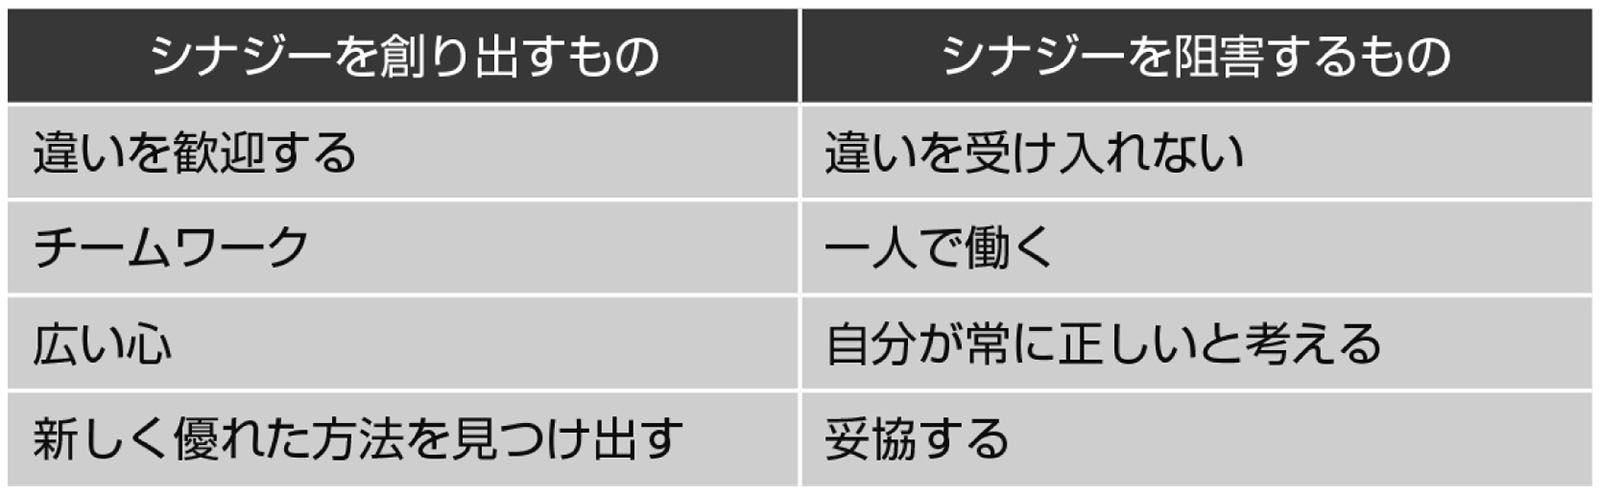 シナジーを創り出すもの
シナジーを阻害するもの
違いを歓迎する
違いを受け入れない
チームワーク
一人で働く
広い心
自分が常に正しいと考える
新しく優れた方法を見つけ出す
妥協する